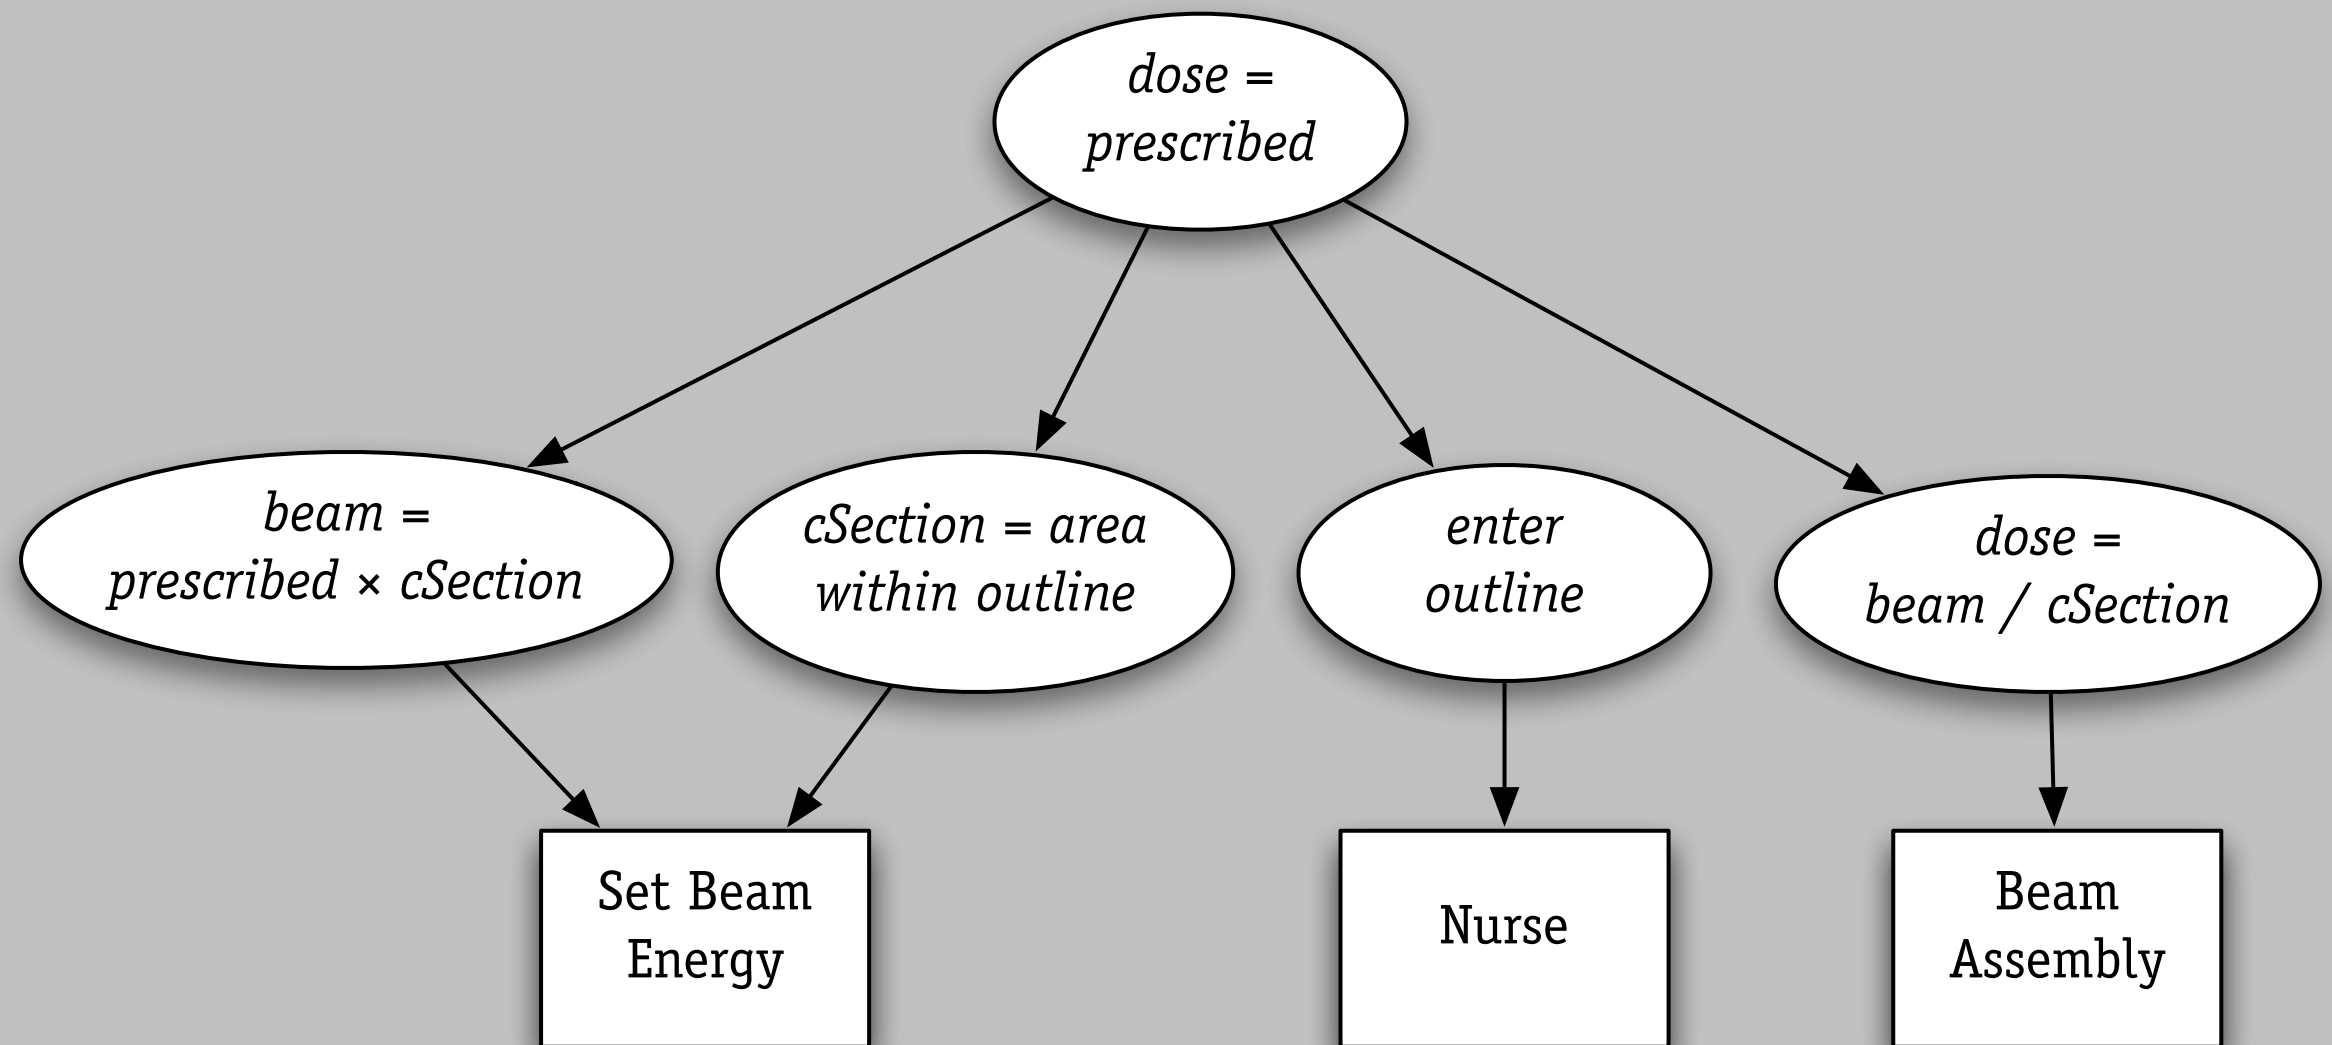 dose =
prescribed
beam =
prescribed × cSection
cSection = area
within outline
enter
outline
dose =
beam / cSection
Set Beam
Energy
Nurse
Beam
Assembly